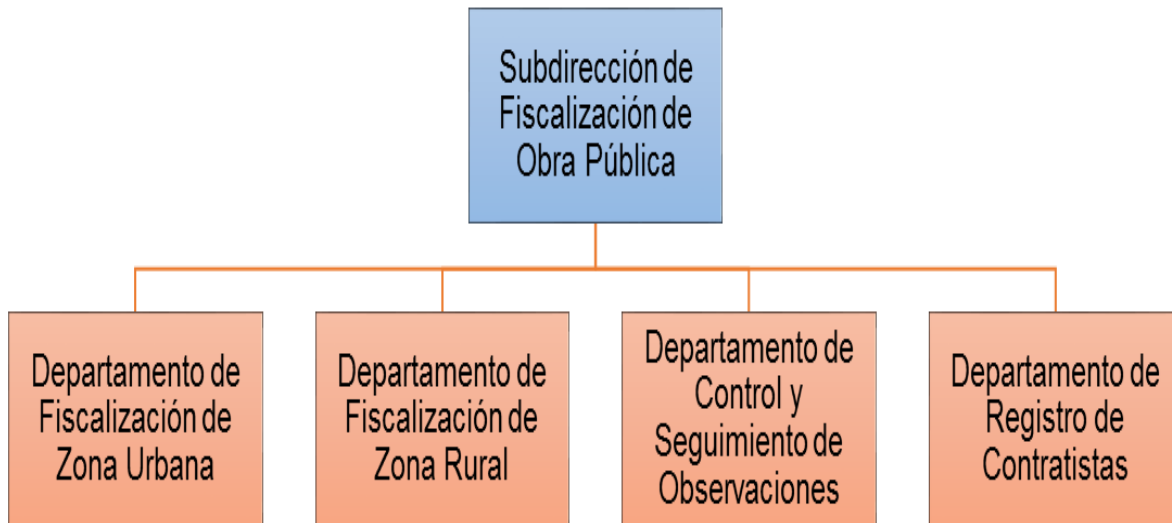 Subdirección de
Fiscalización de
Obra Pública
Departamento de
Fiscalización de
Zona Urbana
Departamento de
Fiscalización de
Zona Rural
Departamento de
Control y
Seguimiento de
Observaciones
Departamento de
Registro de
Contratistas